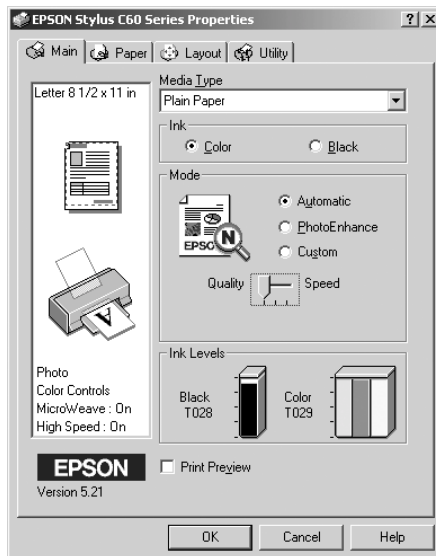 EPSON Stylus C60 Series Properties
Main
Paper
Layout
Utility
Letter 8 1/2 x 11 in
A
Photo
Color Controls
MicroWeave : On
High Speed : On
EPSON
Version 5.21
Media Type
Plain Paper
Ink
Color
Black
Mode
EPSO
N
Automatic
PhotoEnhance
Custom
Quality
Speed
Ink Levels
Black
T028
Color
T029
Print Preview
OK
Cancel
Help